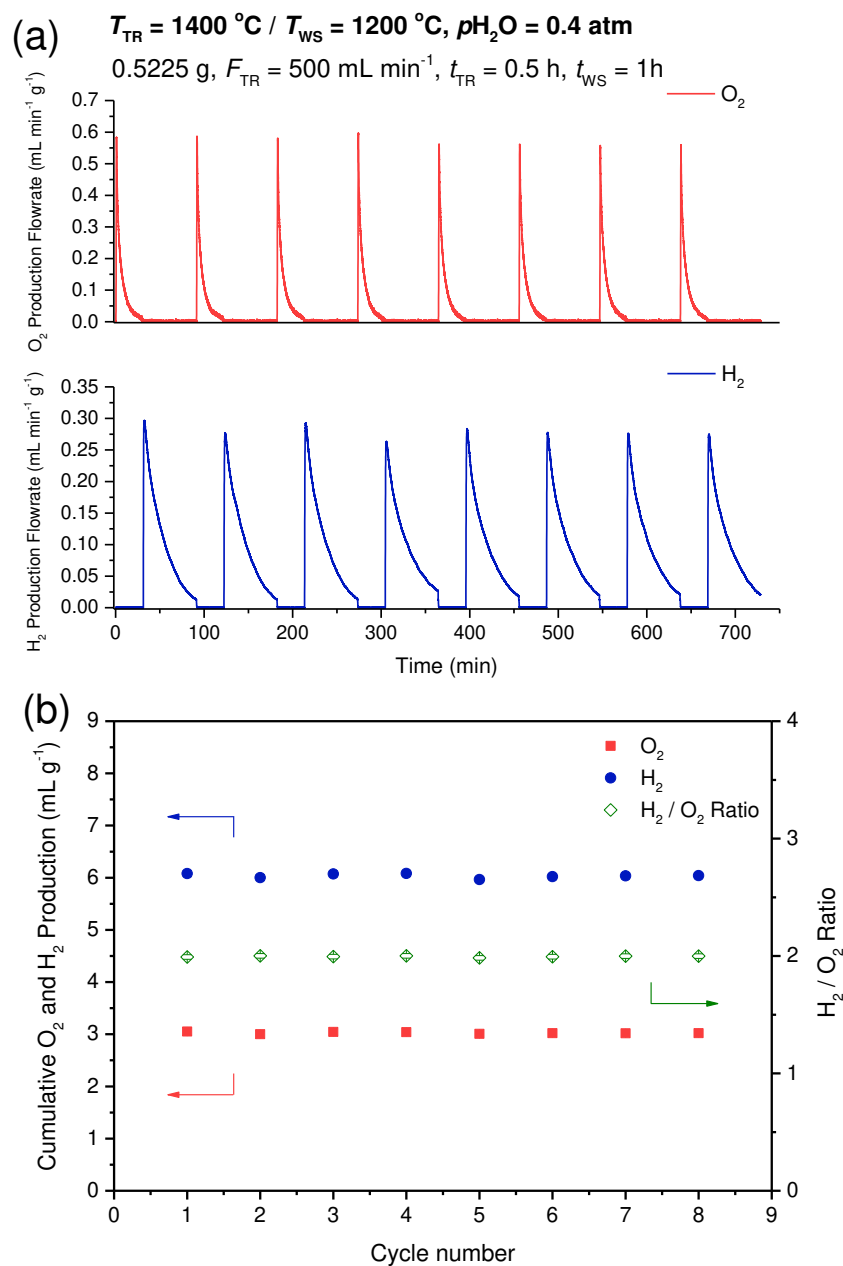 (a)
T_TR = 1400 °C / T_WS = 1200 °C, pH₂O = 0.4 atm
0.5225 g, F_TR = 500 mL min⁻¹, t_TR = 0.5 h, t_WS = 1h
O₂ Production Flowrate (mL min⁻¹ g⁻¹)
0.7
0.6
0.5
0.4
0.3
0.2
0.1
0.0
O₂
H₂ Production Flowrate (mL min⁻¹ g⁻¹)
0.35
0.30
0.25
0.20
0.15
0.10
0.05
0.00
H₂
0 100 200 300 400 500 600 700
Time (min)
(b)
Cumulative O₂ and H₂ Production (mL g⁻¹)
9
8
7
6
5
4
3
2
1
0
O₂
H₂
H₂ / O₂ Ratio
4
3
2
1
0
H₂ / O₂ Ratio
0 1 2 3 4 5 6 7 8 9
Cycle number